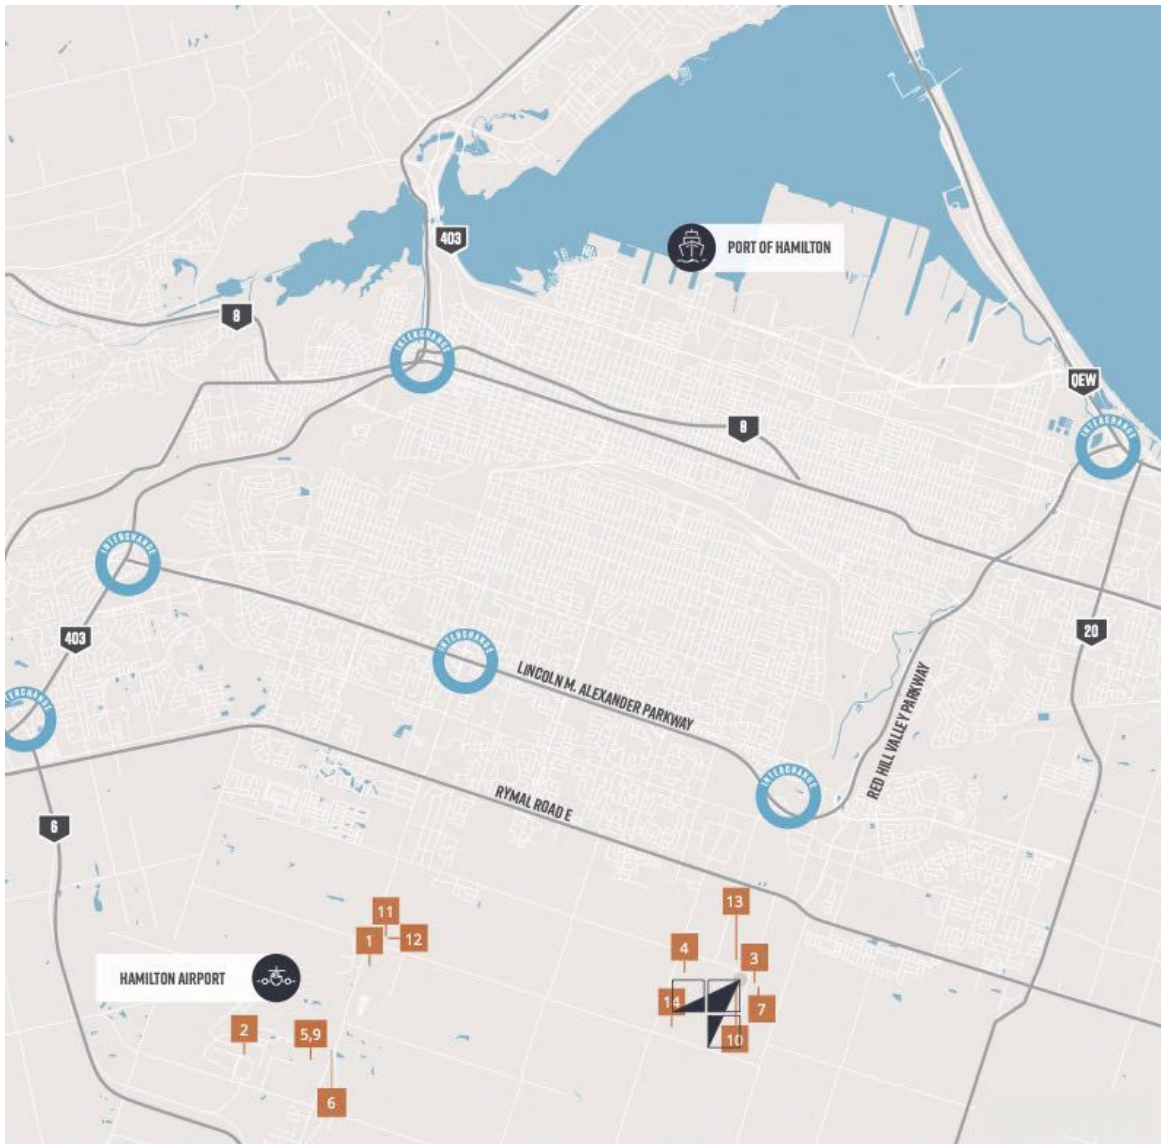 403
PORT OF HAMILTON
8
INTERCHANGE
QEW
8
INTERCHANGE
INTERCHANGE
403
20
INTERCHANGE
LINCOLN M. ALEXANDER PARKWAY
RED HILL VALLEY PARKWAY
INTERCHANGE
INTERCHANGE
RYMAL ROAD E
6
13
11
1
12
4
3
HAMILTON AIRPORT
14
7
2
5,9
10
6